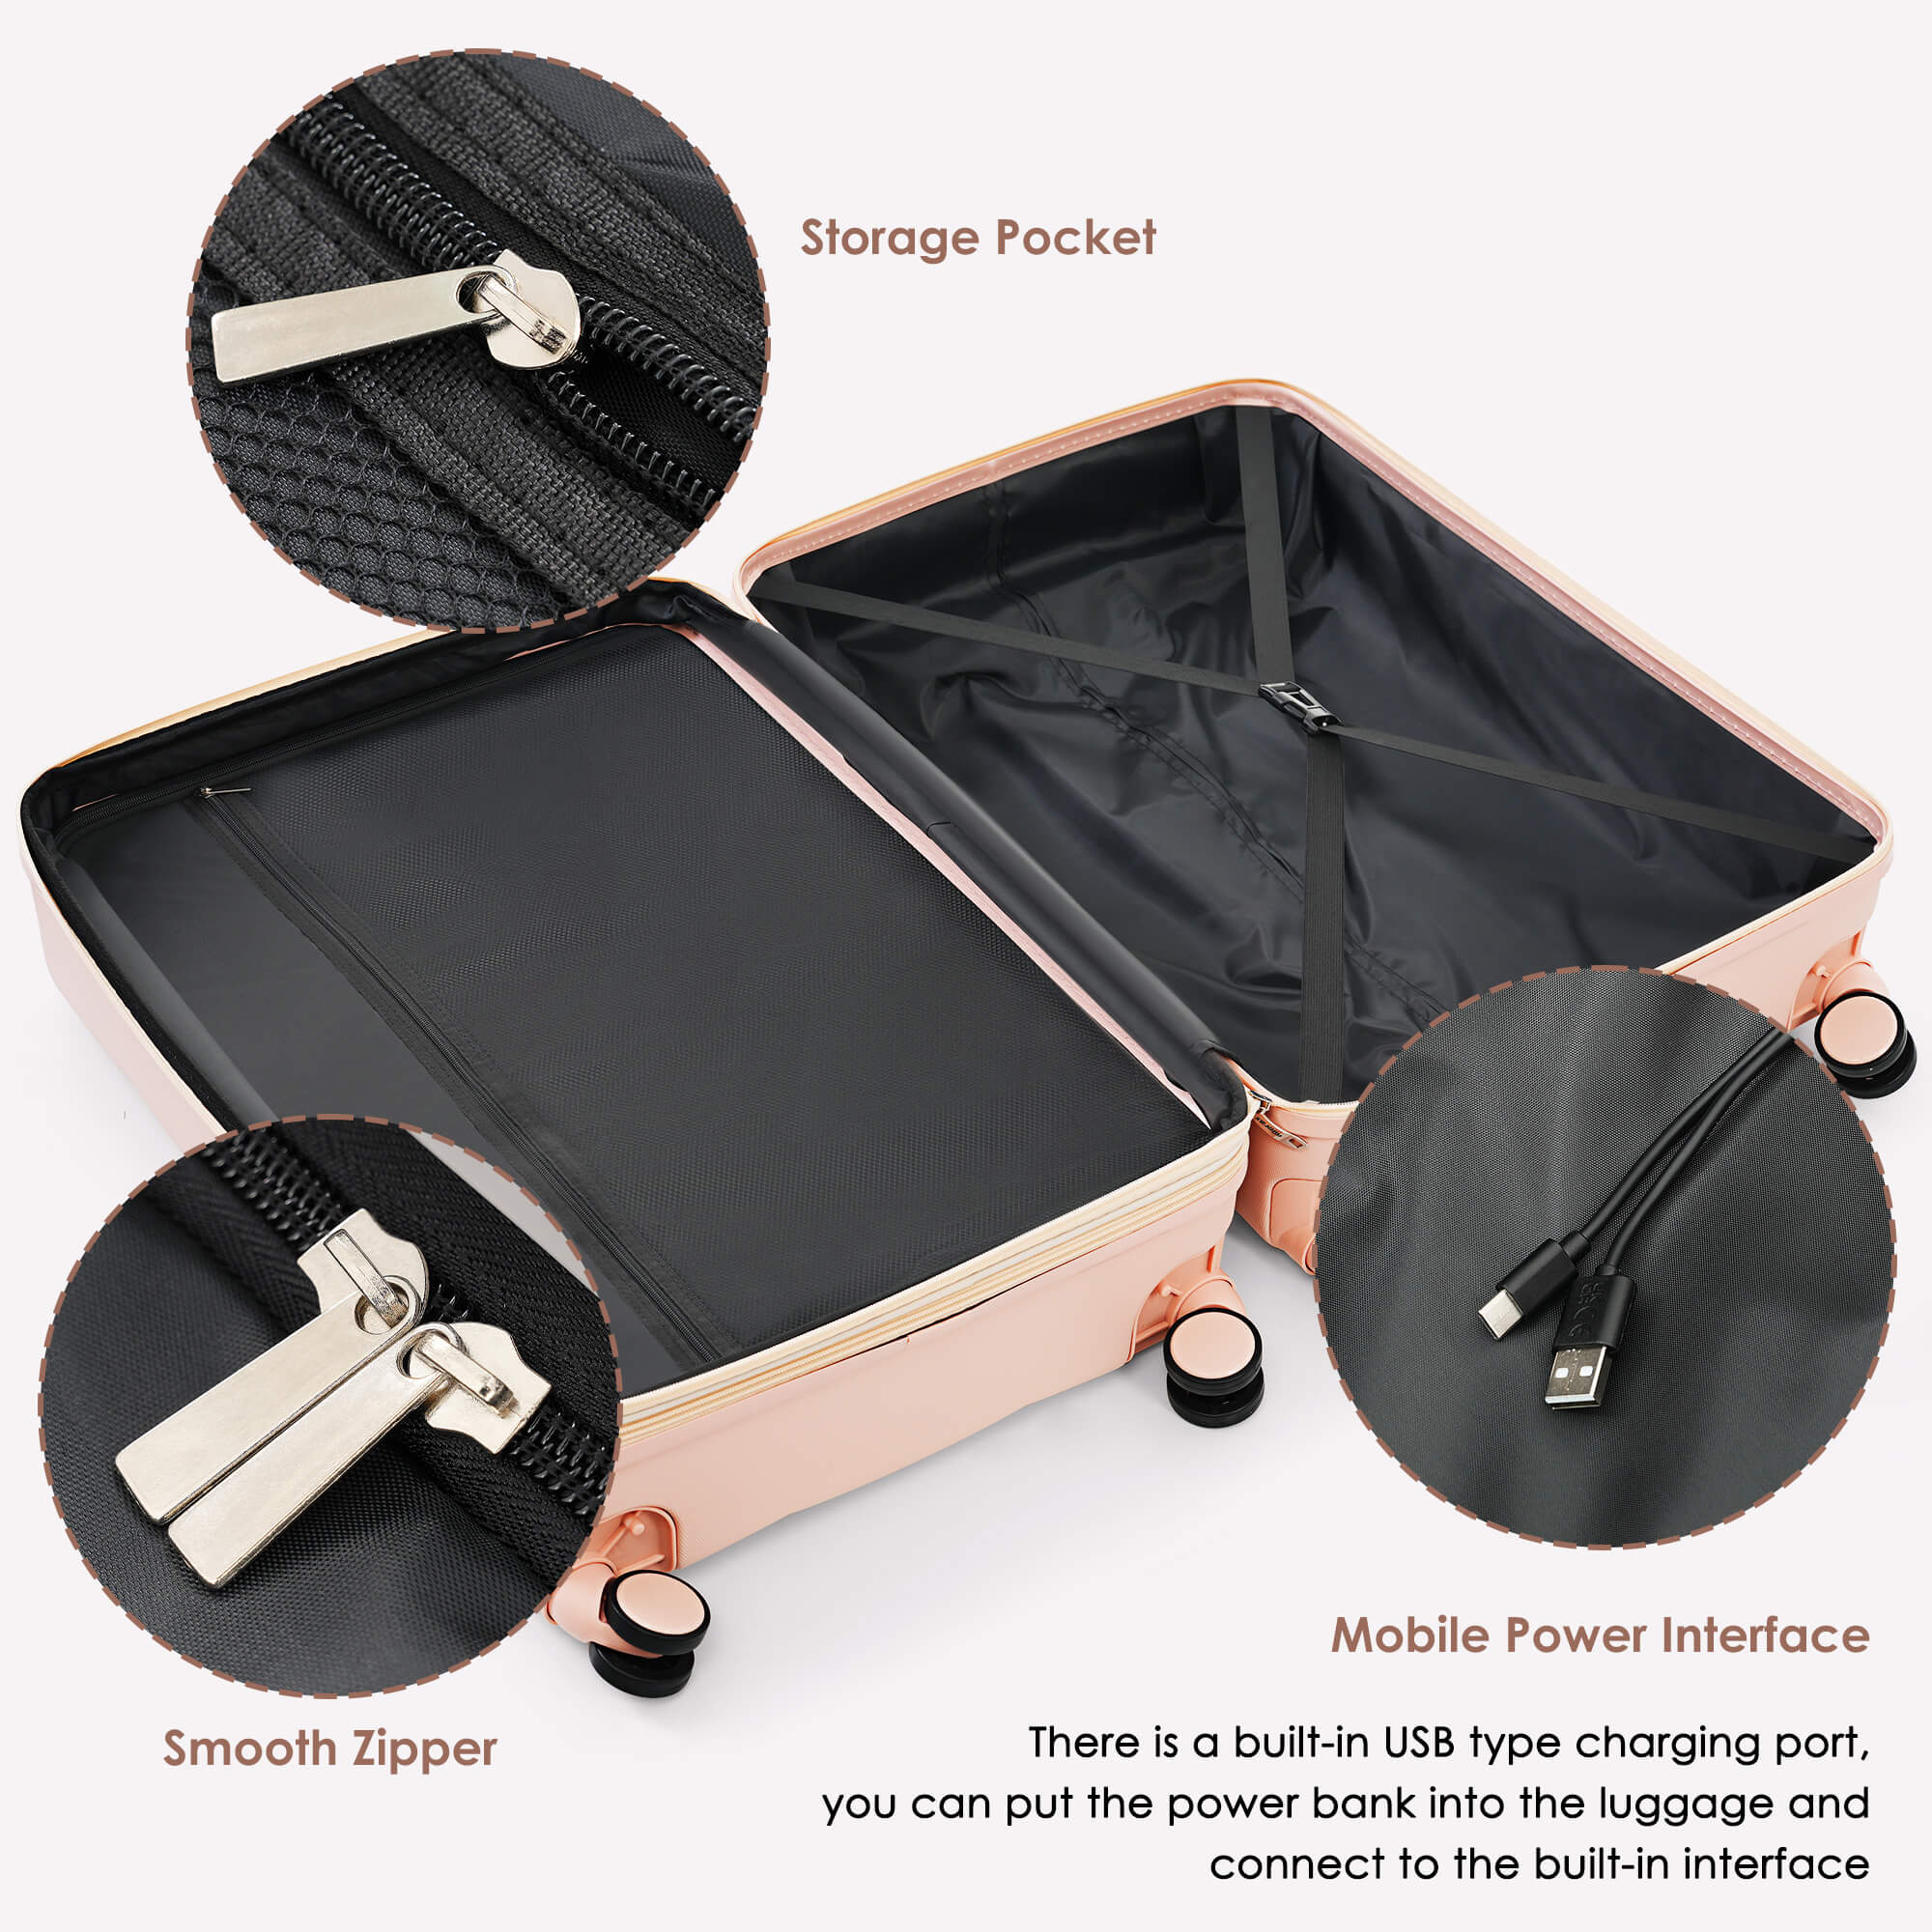 Storage Pocket
Smooth Zipper
Mobile Power Interface
There is a built-in USB type charging port,
you can put the power bank into the luggage and
connect to the built-in interface